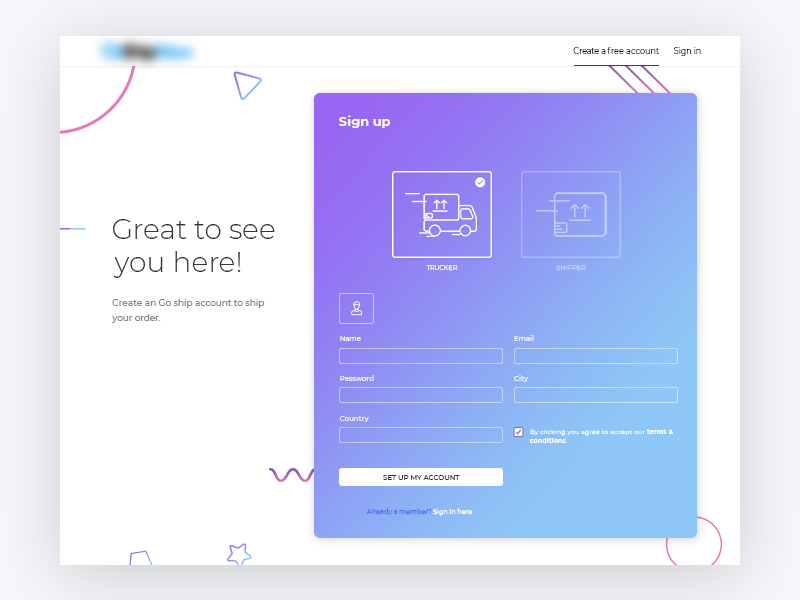 Create a free account Sign in
Sign up
Great to see
you here!
Create an Go ship account to ship
your order.
TRUCKER SHIPPER
Name Email
Password City
Country
By clicking you agree to accept our terms &
conditions.
SET UP MY ACCOUNT
Already a member? Sign In here